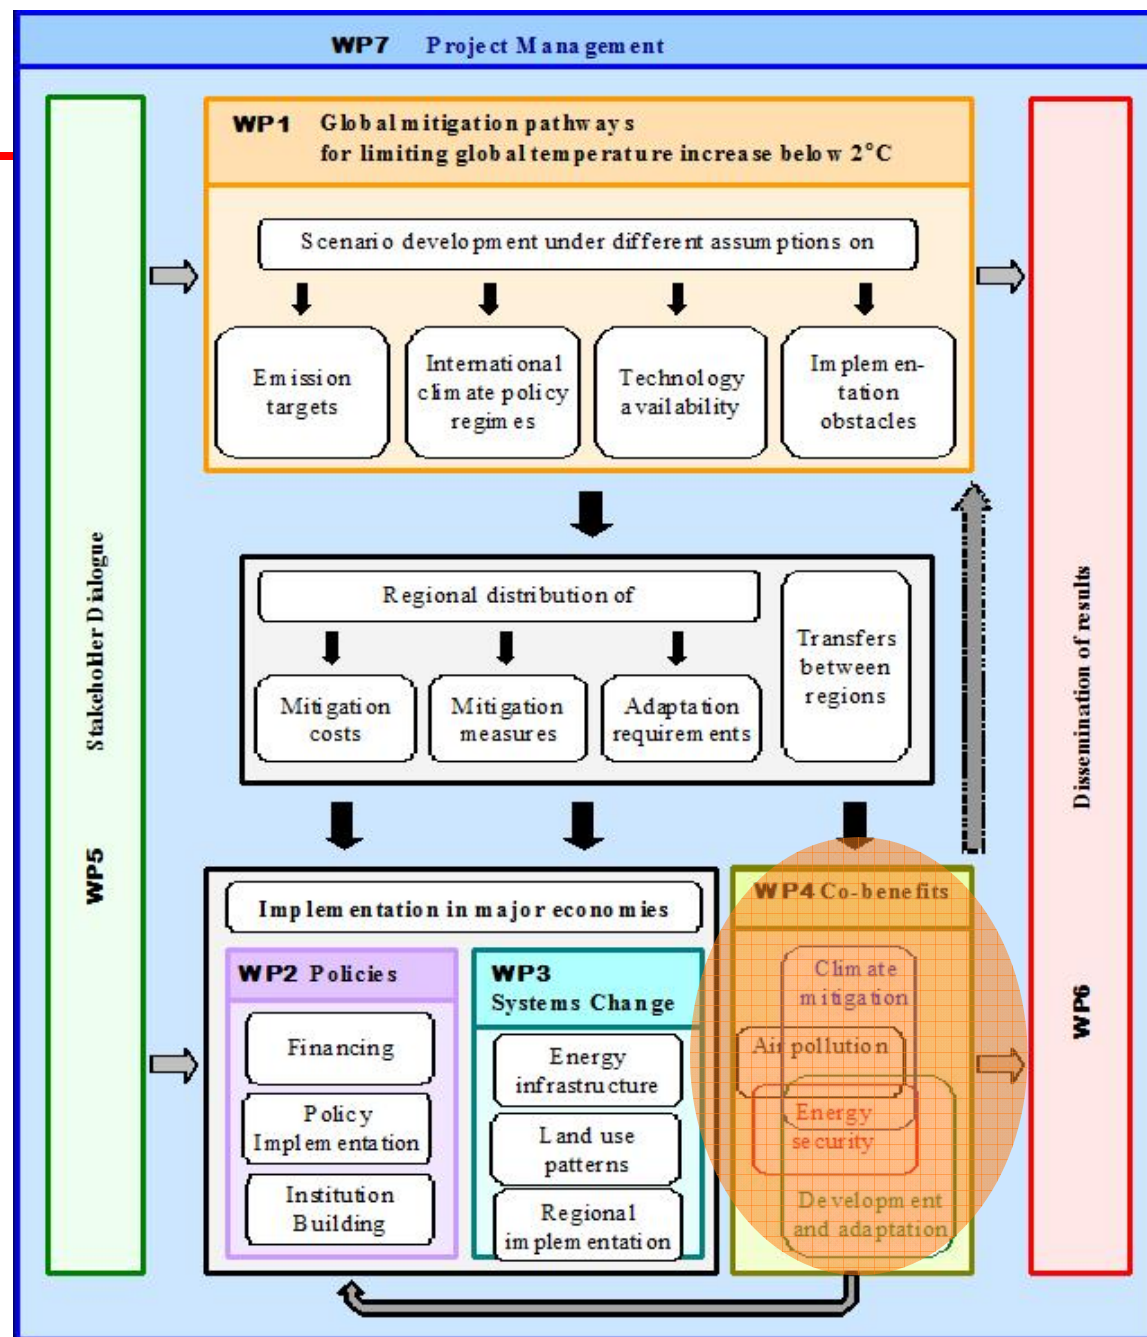 WP7 Project Management
WP1 Global mitigation pathways
for limiting global temperature increase below 2°C
Scenario development under different assumptions on
Emission
targets
International
climate policy
regimes
Technology
availability
Implemen-
tation
obstacles
Regional distribution of
Mitigation
costs
Mitigation
measures
Adaptation
requirements
Transfers
between
regions
WP5 Stakeholder Dialogue
WP6 Dissemination of results
Implementation in major economies
WP2 Policies
Financing
Policy
Implementation
Institution
Building
WP3
Systems Change
Energy
infrastructure
Land use
patterns
Regional
implementation
WP4 Co-benefits
Climate
mitigation
Air pollution
Energy
security
Development
and adaptation